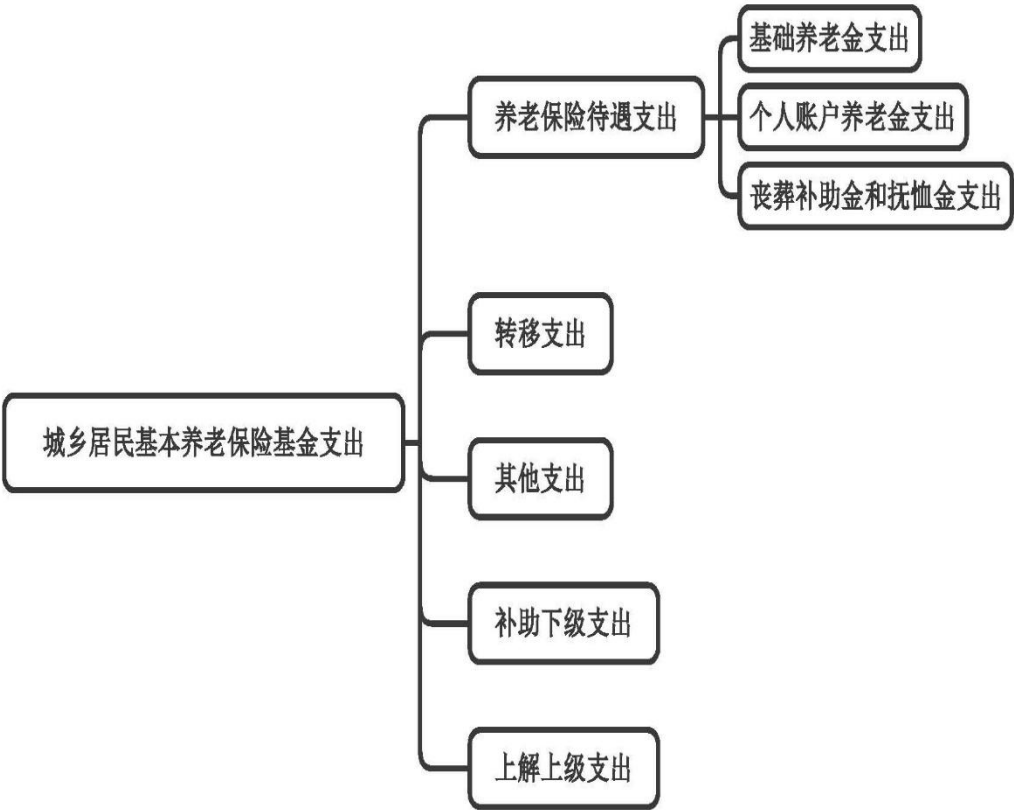 城乡居民基本养老保险基金支出
养老保险待遇支出
基础养老金支出
个人账户养老金支出
丧葬补助金和抚恤金支出
转移支出
其他支出
补助下级支出
上解上级支出